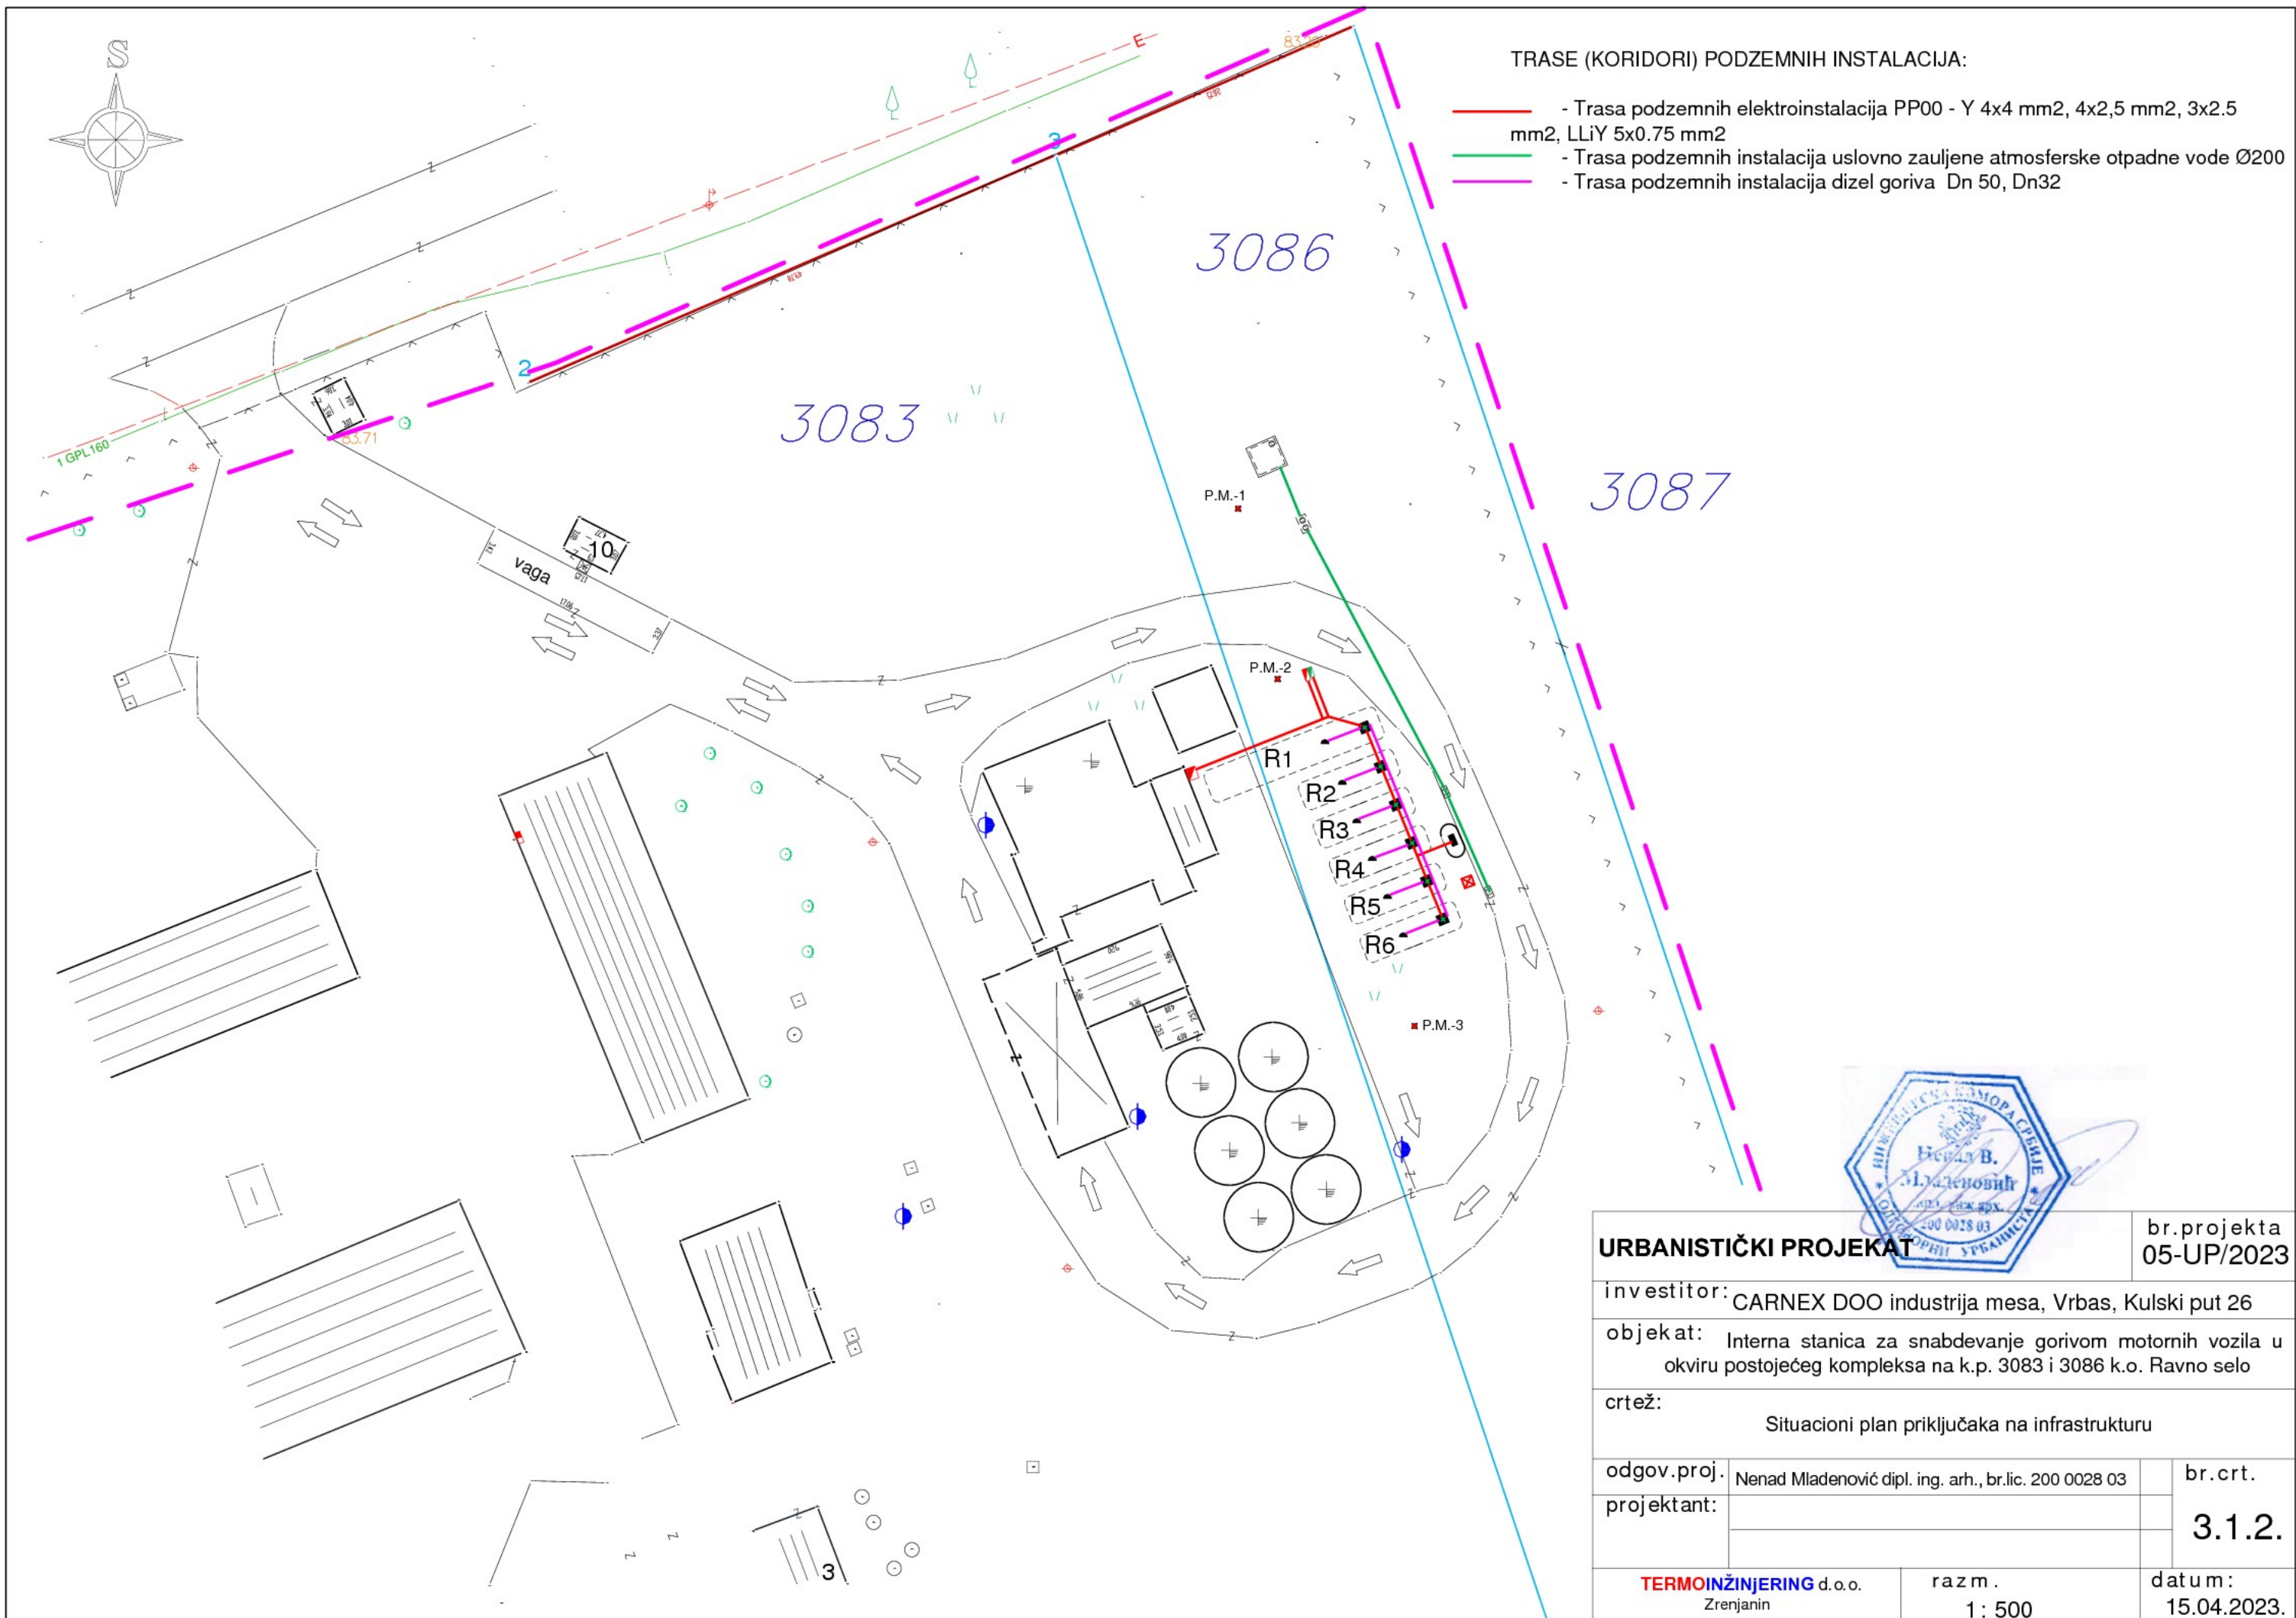 S
E
TRASE (KORIDORI) PODZEMNIH INSTALACIJA:
- Trasa podzemnih elektroinstalacija PP00 - Y 4x4 mm2, 4x2,5 mm2, 3x2.5
mm2, LLiY 5x0.75 mm2
- Trasa podzemnih instalacija uslovno zauljene atmosferske otpadne vode Ø200
- Trasa podzemnih instalacija dizel goriva Dn 50, Dn32
3
3086
2
3083
83.71
1 GPL160
3087
P.M.-1
10
vaga
P.M.-2
R1
R2
R3
R4
R5
R6
P.M.-3
3
URBANISTIČKI PROJEKAT
br.projekta
05-UP/2023
investitor: CARNEX DOO industrija mesa, Vrbas, Kulski put 26
objekat: Interna stanica za snabdevanje gorivom motornih vozila u
okviru postojećeg kompleksa na k.p. 3083 i 3086 k.o. Ravno selo
crtež:
Situacioni plan priključaka na infrastrukturu
odgov.proj. Nenad Mladenović dipl. ing. arh., br.lic. 200 0028 03
br.crt.
projektant:
3.1.2.
TERMOINŽINjERING d.o.o.
Zrenjanin
razm.
1 : 500
datum:
15.04.2023.